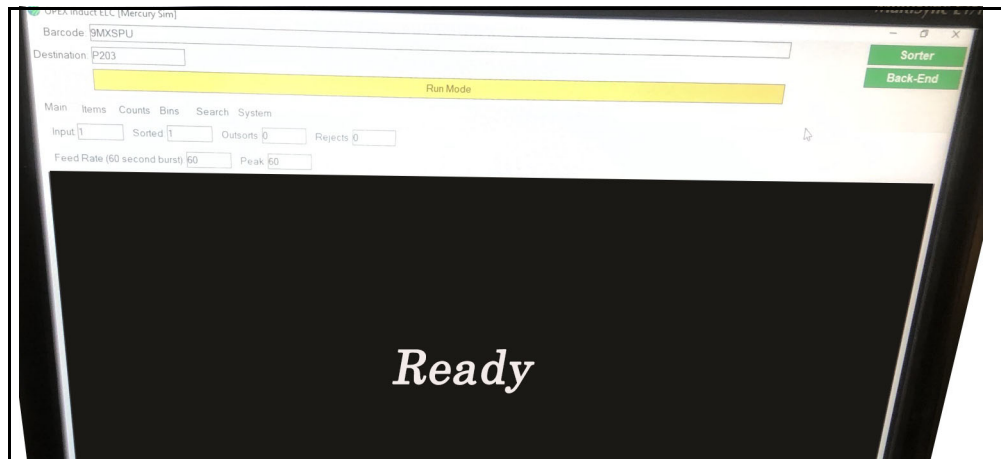 OPEX Induct ELC [Mercury Sim]
Barcode 9MXSPU
Destination P203
Sorter
Back-End
Run Mode
Main Items Counts Bins Search System
Input 1 Sorted 1 Outsorts 0 Rejects 0
Feed Rate (60 second burst) 60 Peak 60
Ready